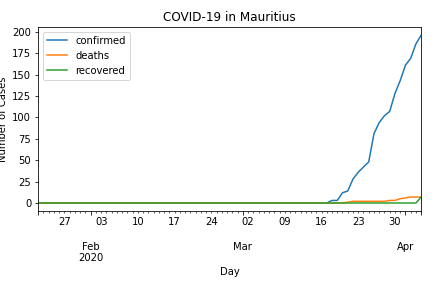 COVID-19 in Mauritius
confirmed
deaths
recovered
200
175
150
125
100
75
50
25
0
Number of Cases
27 03 10 17 24 02 09 16 23 30
Feb Mar Apr
2020
Day